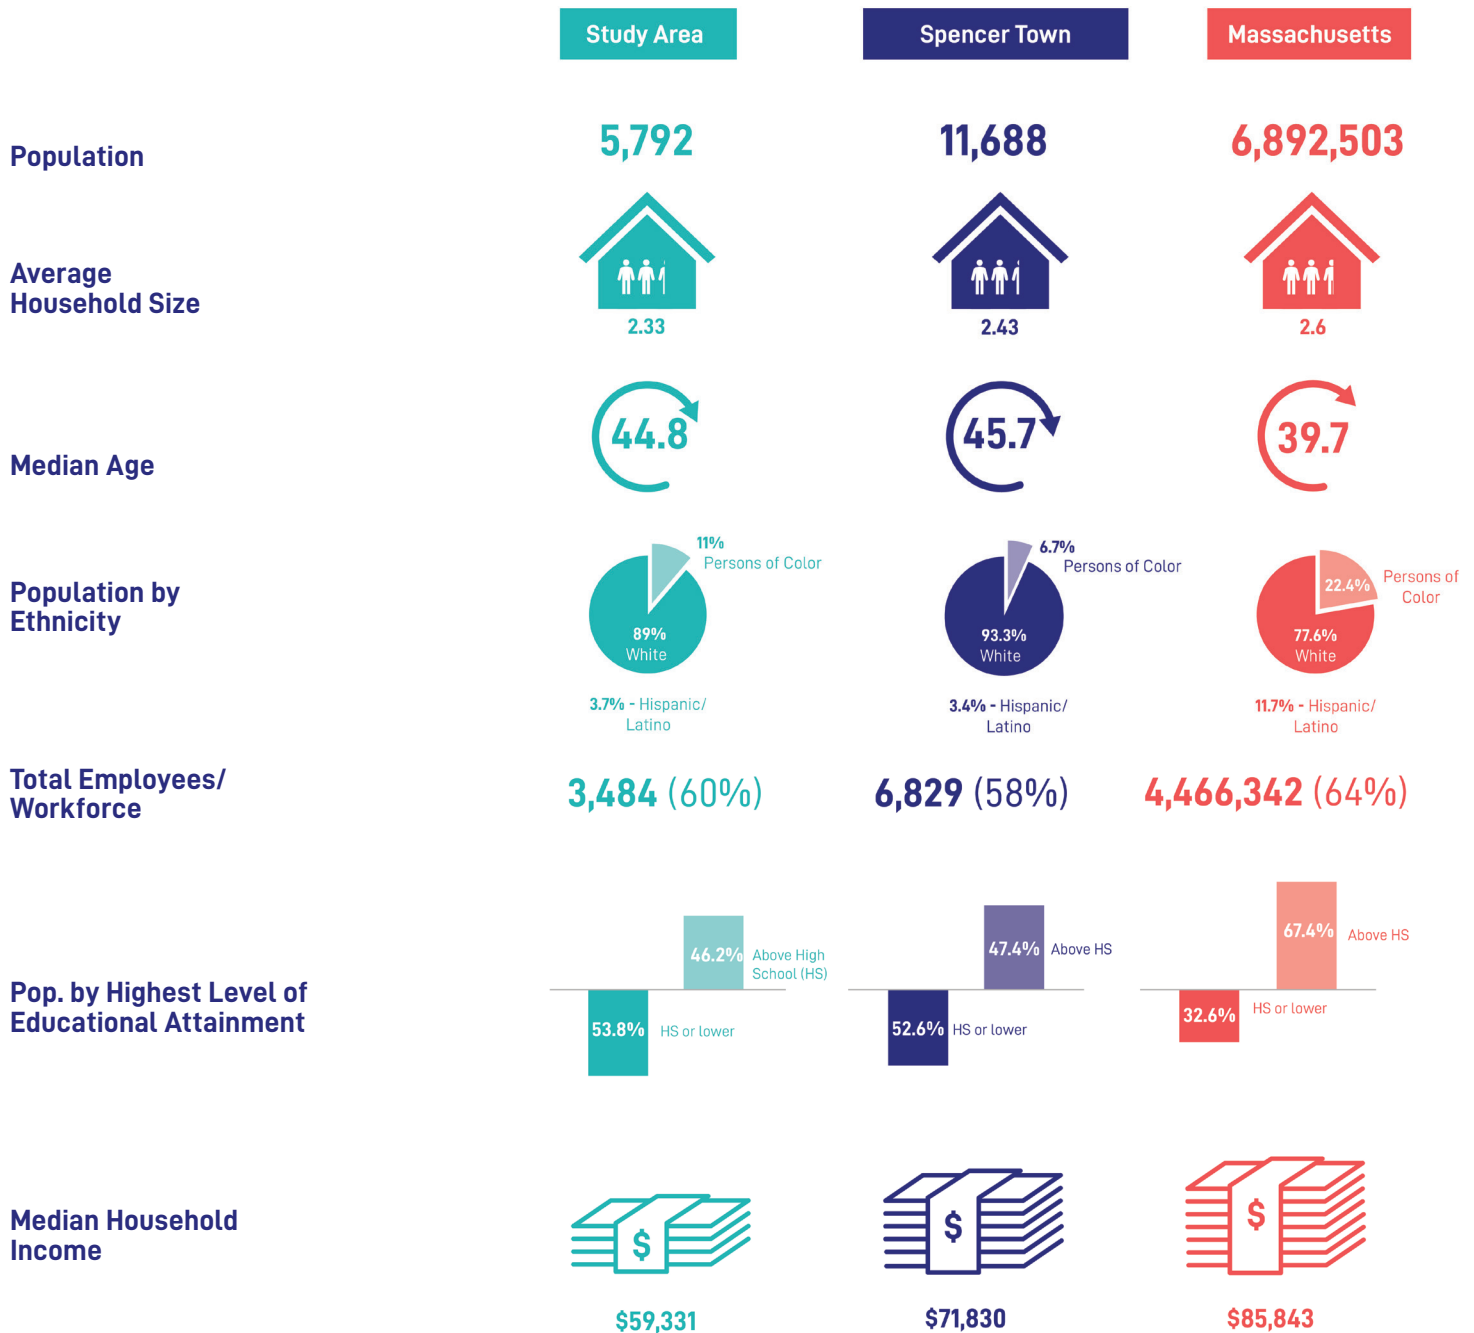 Study Area
Spencer Town
Massachusetts
Population
5,792
11,688
6,892,503
Average
Household Size
2.33
2.43
2.6
Median Age
44.8
45.7
39.7
Population by
Ethnicity
11%
Persons of Color
89%
White
3.7% - Hispanic/
Latino
6.7%
Persons of Color
93.3%
White
3.4% - Hispanic/
Latino
22.4%
Persons of
Color
77.6%
White
11.7% - Hispanic/
Latino
Total Employees/
Workforce
3,484 (60%)
6,829 (58%)
4,466,342 (64%)
Pop. by Highest Level of
Educational Attainment
46.2%
Above High
School (HS)
53.8%
HS or lower
47.4%
Above HS
52.6%
HS or lower
67.4%
Above HS
32.6%
HS or lower
Median Household
Income
$
$
$
$59,331
$71,830
$85,843